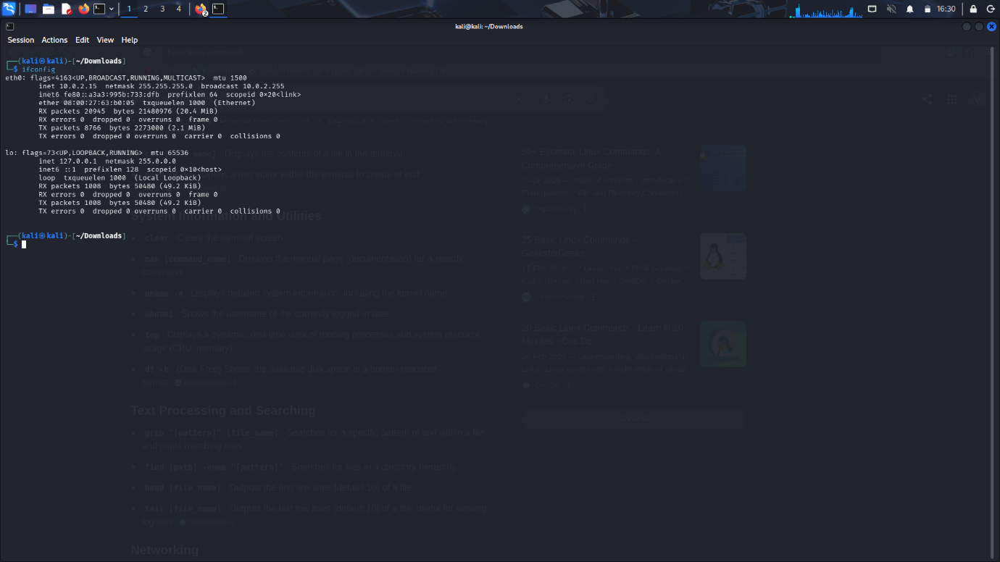 1 2 3 4 2 16:30
kali@kali: ~/Downloads
Session Actions Edit View Help
┌──(kali㉿kali)-[~/Downloads]
└─$ ifconfig
eth0: flags=4163<UP,BROADCAST,RUNNING,MULTICAST>  mtu 1500
inet 10.0.2.15  netmask 255.255.255.0  broadcast 10.0.2.255
inet6 fe80::a3a3:995b:733:dfb  prefixlen 64  scopeid 0×20<link>
ether 08:00:27:63:b0:05  txqueuelen 1000  (Ethernet)
RX packets 20945  bytes 21480976 (20.4 MiB)
RX errors 0  dropped 0  overruns 0  frame 0
TX packets 8766  bytes 2273000 (2.1 MiB)
TX errors 0  dropped 0 overruns 0  carrier 0  collisions 0
lo: flags=73<UP,LOOPBACK,RUNNING>  mtu 65536
inet 127.0.0.1  netmask 255.0.0.0
inet6 ::1  prefixlen 128  scopeid 0×10<host>
loop  txqueuelen 1000  (Local Loopback)
RX packets 1008  bytes 50480 (49.2 KiB)
RX errors 0  dropped 0  overruns 0  frame 0
TX packets 1008  bytes 50480 (49.2 KiB)
TX errors 0  dropped 0 overruns 0  carrier 0  collisions 0
┌──(kali㉿kali)-[~/Downloads]
└─$
Displays the contents of a file in the terminal
a text editor within the terminal to create or edit
System Information and Utilities
clear Clears the terminal screen
man [command_name] Displays the manual page (documentation) for a specific
command
uname -a Displays detailed system information, including the kernel name
whoami Shows the username of the currently logged-in user
top Displays a dynamic, real-time view of running processes and system resource
usage (CPU, memory)
df -h (Disk Free) Shows the available disk space in a human-readable
format
Text Processing and Searching
grep "[pattern]" [file_name] Searches for a specific pattern of text within a file
and prints matching lines
find [path] -name "[pattern]" Searches for files in a directory hierarchy
head [file_name] Outputs the first few lines (default 10) of a file
tail [file_name] Outputs the last few lines (default 10) of a file, useful for viewing
log files
Networking
50+ Essential Linux Commands: A
Comprehensive Guide
25 Basic Linux Commands -
GeeksforGeeks
20 Basic Linux Commands - Learn in 20
Minutes - Crio.Do
Show all